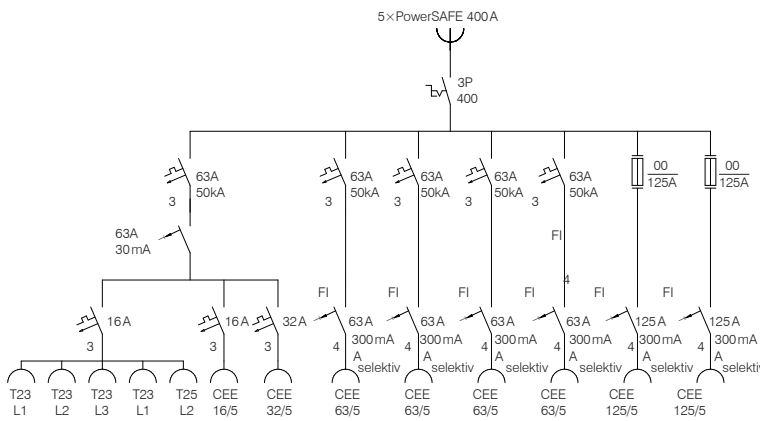 5×PowerSAFE 400 A
3P
400
63A
50kA
3
63A
50kA
3
63A
50kA
3
63A
50kA
3
63A
50kA
3
00
125A
00
125A
63A
30mA
FI
4
FI
FI
FI
FI
FI
FI
16A
3
16A
3
32A
3
63A
300mA
4
A
selektiv
63A
300mA
4
A
selektiv
63A
300mA
4
A
selektiv
63A
300mA
4
A
selektiv
125A
300mA
4
A
selektiv
125A
300mA
4
A
selektiv
T23
L1
T23
L2
T23
L3
T23
L1
T25
L2
CEE
16/5
CEE
32/5
CEE
63/5
CEE
63/5
CEE
63/5
CEE
63/5
CEE
125/5
CEE
125/5